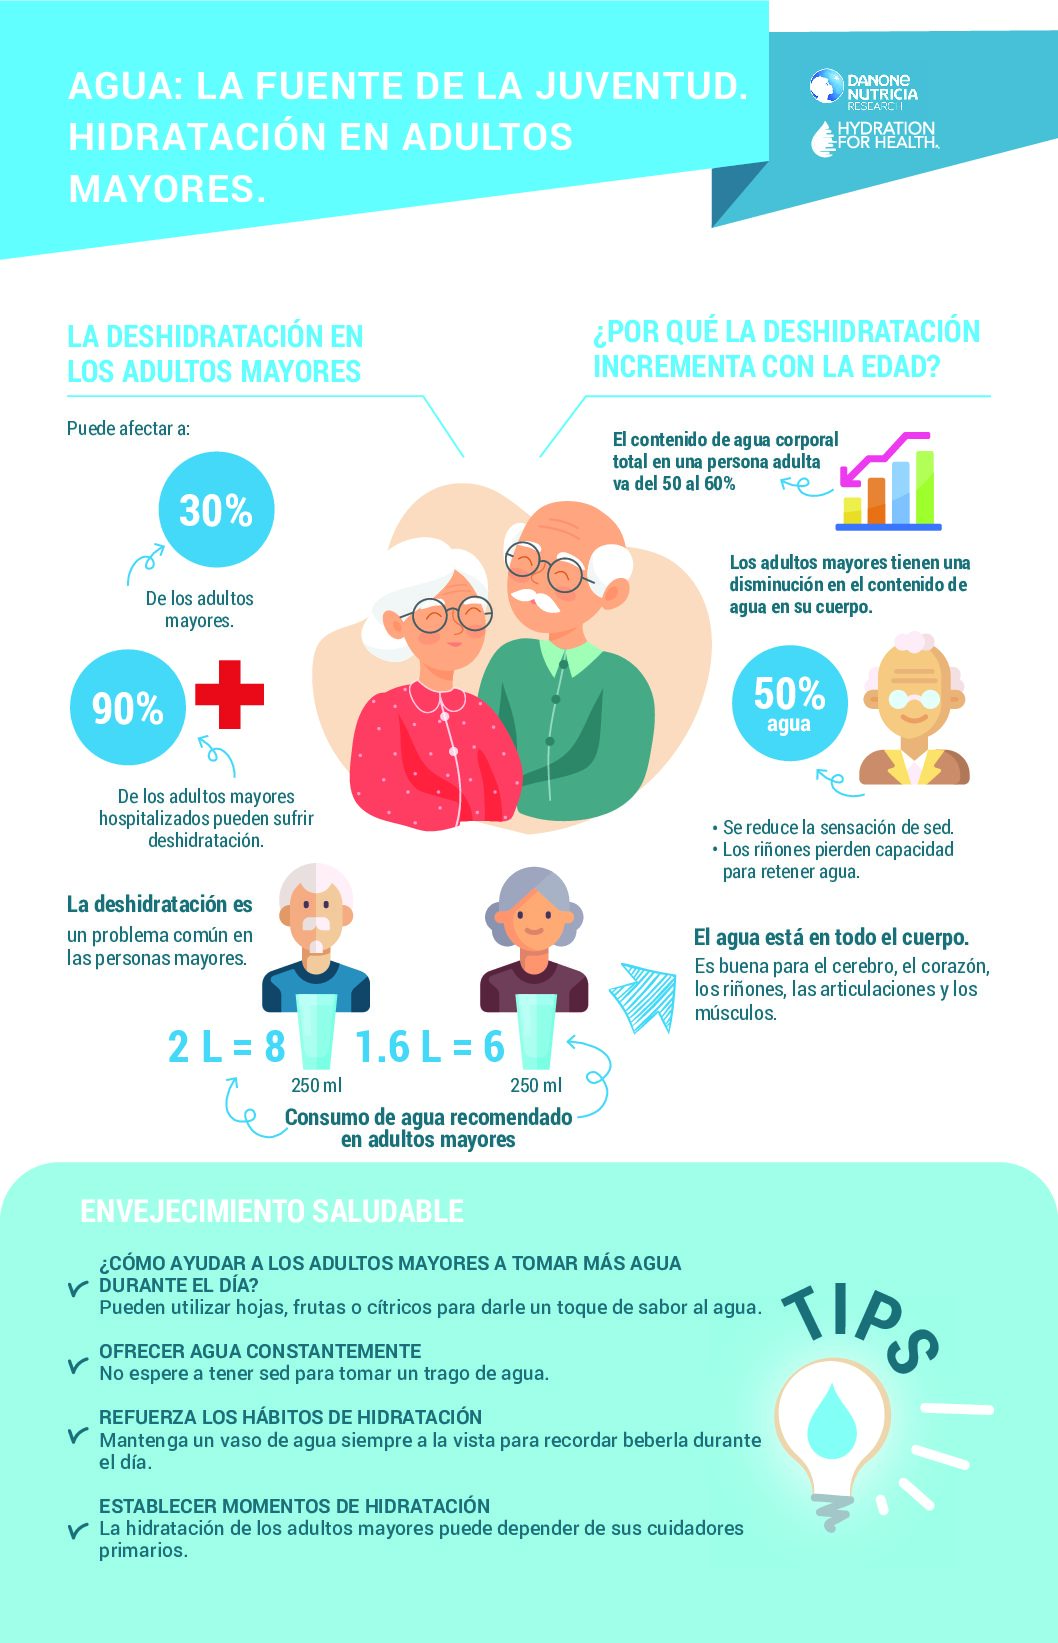 AGUA: LA FUENTE DE LA JUVENTUD.
HIDRATACIÓN EN ADULTOS
MAYORES.
DANONE
NUTRICIA
RESEARCH
HYDRATION
FOR HEALTH
LA DESHIDRATACIÓN EN
LOS ADULTOS MAYORES
Puede afectar a:
30%
De los adultos
mayores.
90%
De los adultos mayores
hospitalizados pueden sufrir
deshidratación.
¿POR QUÉ LA DESHIDRATACIÓN
INCREMENTA CON LA EDAD?
El contenido de agua corporal
total en una persona adulta
va del 50 al 60%
Los adultos mayores tienen una
disminución en el contenido de
agua en su cuerpo.
50%
agua
• Se reduce la sensación de sed.
• Los riñones pierden capacidad
para retener agua.
La deshidratación es
un problema común en
las personas mayores.
2 L = 8
250 ml
1.6 L = 6
250 ml
Consumo de agua recomendado
en adultos mayores
El agua está en todo el cuerpo.
Es buena para el cerebro, el corazón,
los riñones, las articulaciones y los
músculos.
ENVEJECIMIENTO SALUDABLE
¿CÓMO AYUDAR A LOS ADULTOS MAYORES A TOMAR MÁS AGUA
DURANTE EL DÍA?
Pueden utilizar hojas, frutas o cítricos para darle un toque de sabor al agua.
OFRECER AGUA CONSTANTEMENTE
No espere a tener sed para tomar un trago de agua.
REFUERZA LOS HÁBITOS DE HIDRATACIÓN
Mantenga un vaso de agua siempre a la vista para recordar beberla durante
el día.
ESTABLECER MOMENTOS DE HIDRATACIÓN
La hidratación de los adultos mayores puede depender de sus cuidadores
primarios.
TIPS